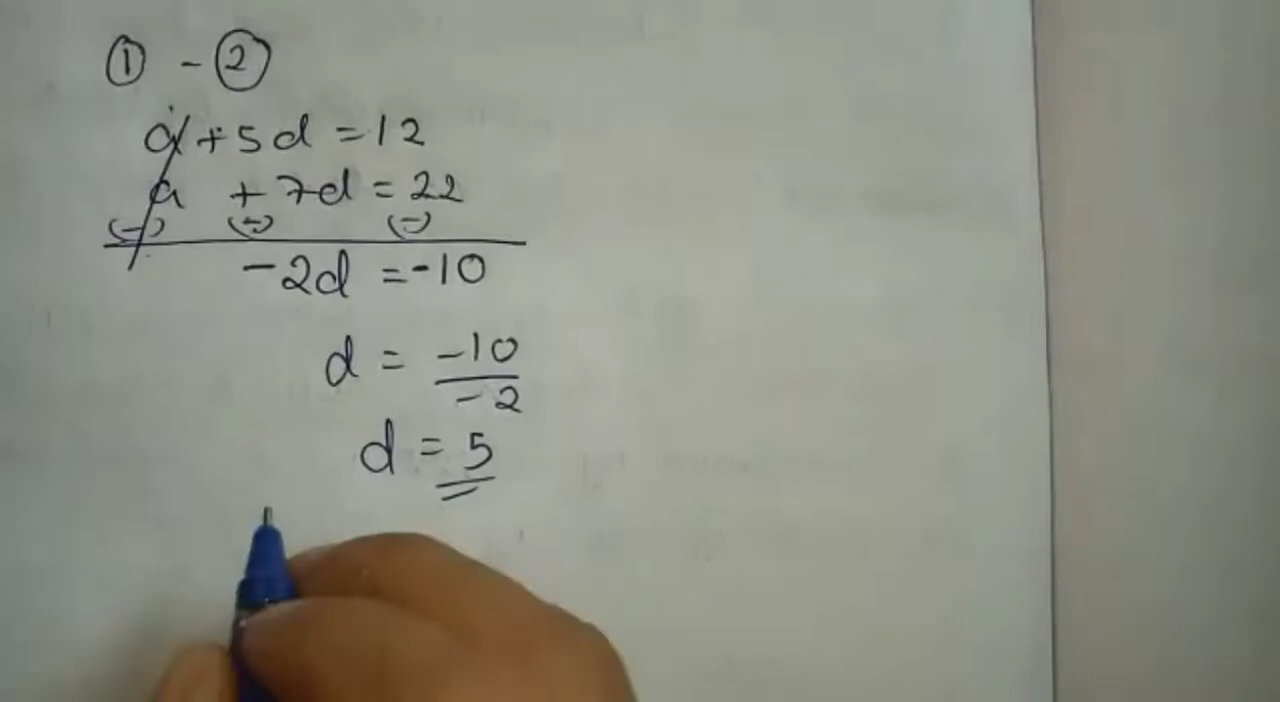 ① - ②
a + 5d = 12
a + 7d = 22
(-) (-) (-)
-2d = -10
d = -10/-2
d = 5